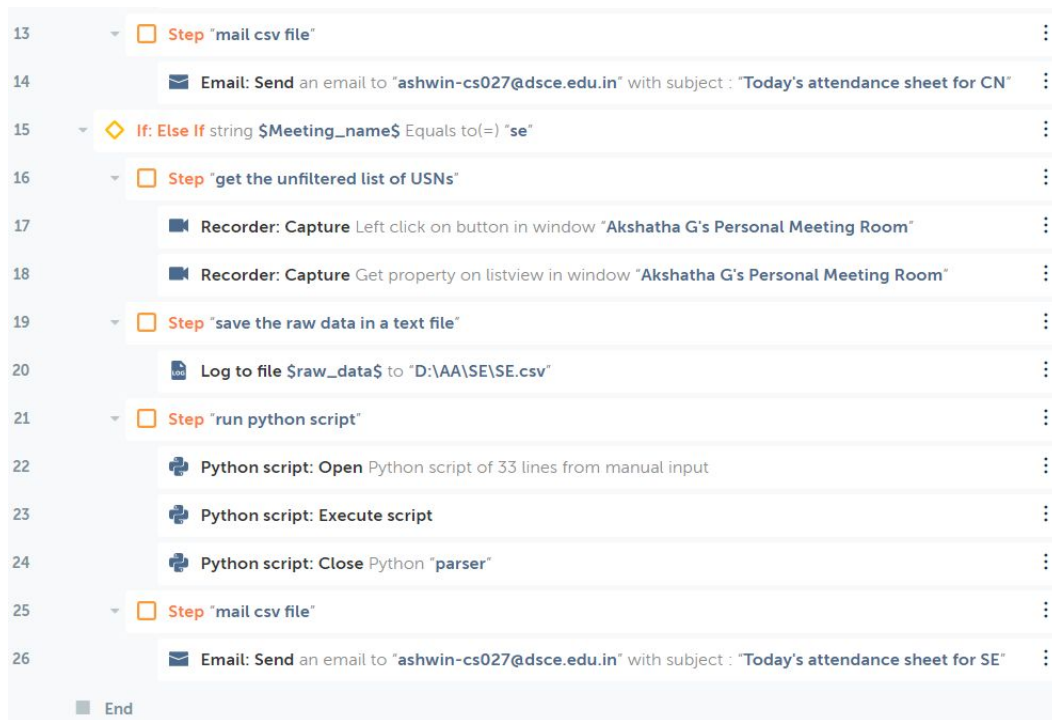 13 Step "mail csv file"
14 Email: Send an email to "ashwin-cs027@dsce.edu.in" with subject : "Today's attendance sheet for CN"
15 If: Else If string $Meeting_name$ Equals to(=) "se"
16 Step "get the unfiltered list of USNs"
17 Recorder: Capture Left click on button in window "Akshatha G's Personal Meeting Room"
18 Recorder: Capture Get property on listview in window "Akshatha G's Personal Meeting Room"
19 Step "save the raw data in a text file"
20 LOG Log to file $raw_data$ to "D:\AA\SE\SE.csv"
21 Step "run python script"
22 Python script: Open Python script of 33 lines from manual input
23 Python script: Execute script
24 Python script: Close Python "parser"
25 Step "mail csv file"
26 Email: Send an email to "ashwin-cs027@dsce.edu.in" with subject : "Today's attendance sheet for SE"
End